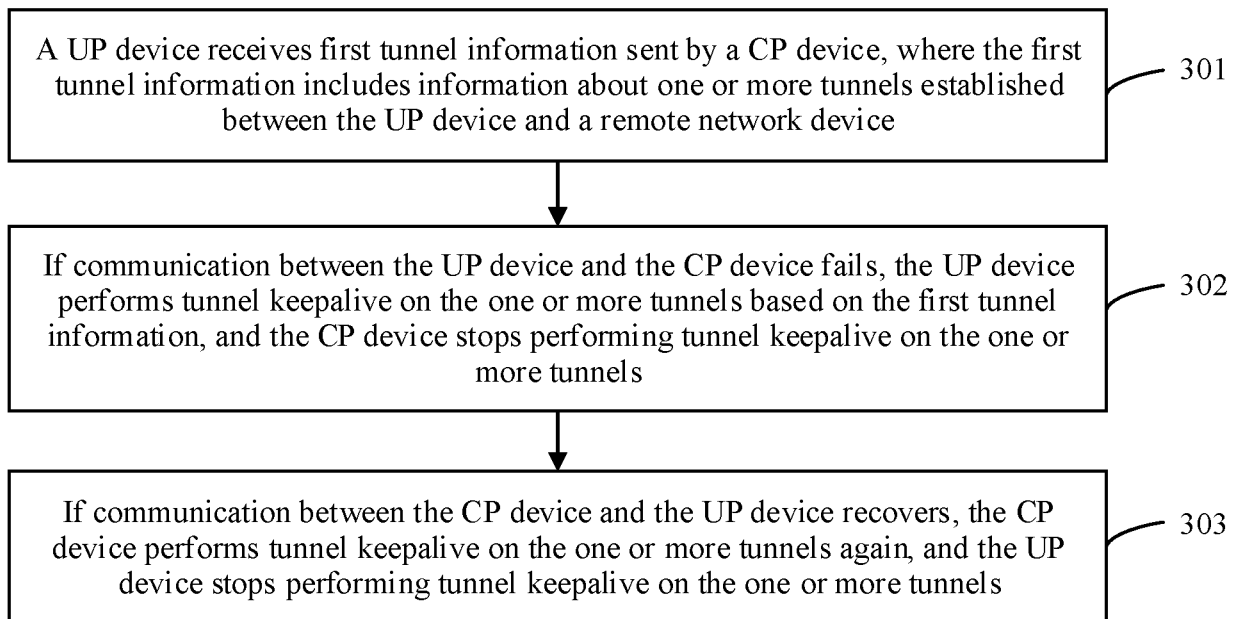 A UP device receives first tunnel information sent by a CP device, where the first
tunnel information includes information about one or more tunnels established
between the UP device and a remote network device
301
If communication between the UP device and the CP device fails, the UP device
performs tunnel keepalive on the one or more tunnels based on the first tunnel
information, and the CP device stops performing tunnel keepalive on the one or
more tunnels
302
If communication between the CP device and the UP device recovers, the CP
device performs tunnel keepalive on the one or more tunnels again, and the UP
device stops performing tunnel keepalive on the one or more tunnels
303